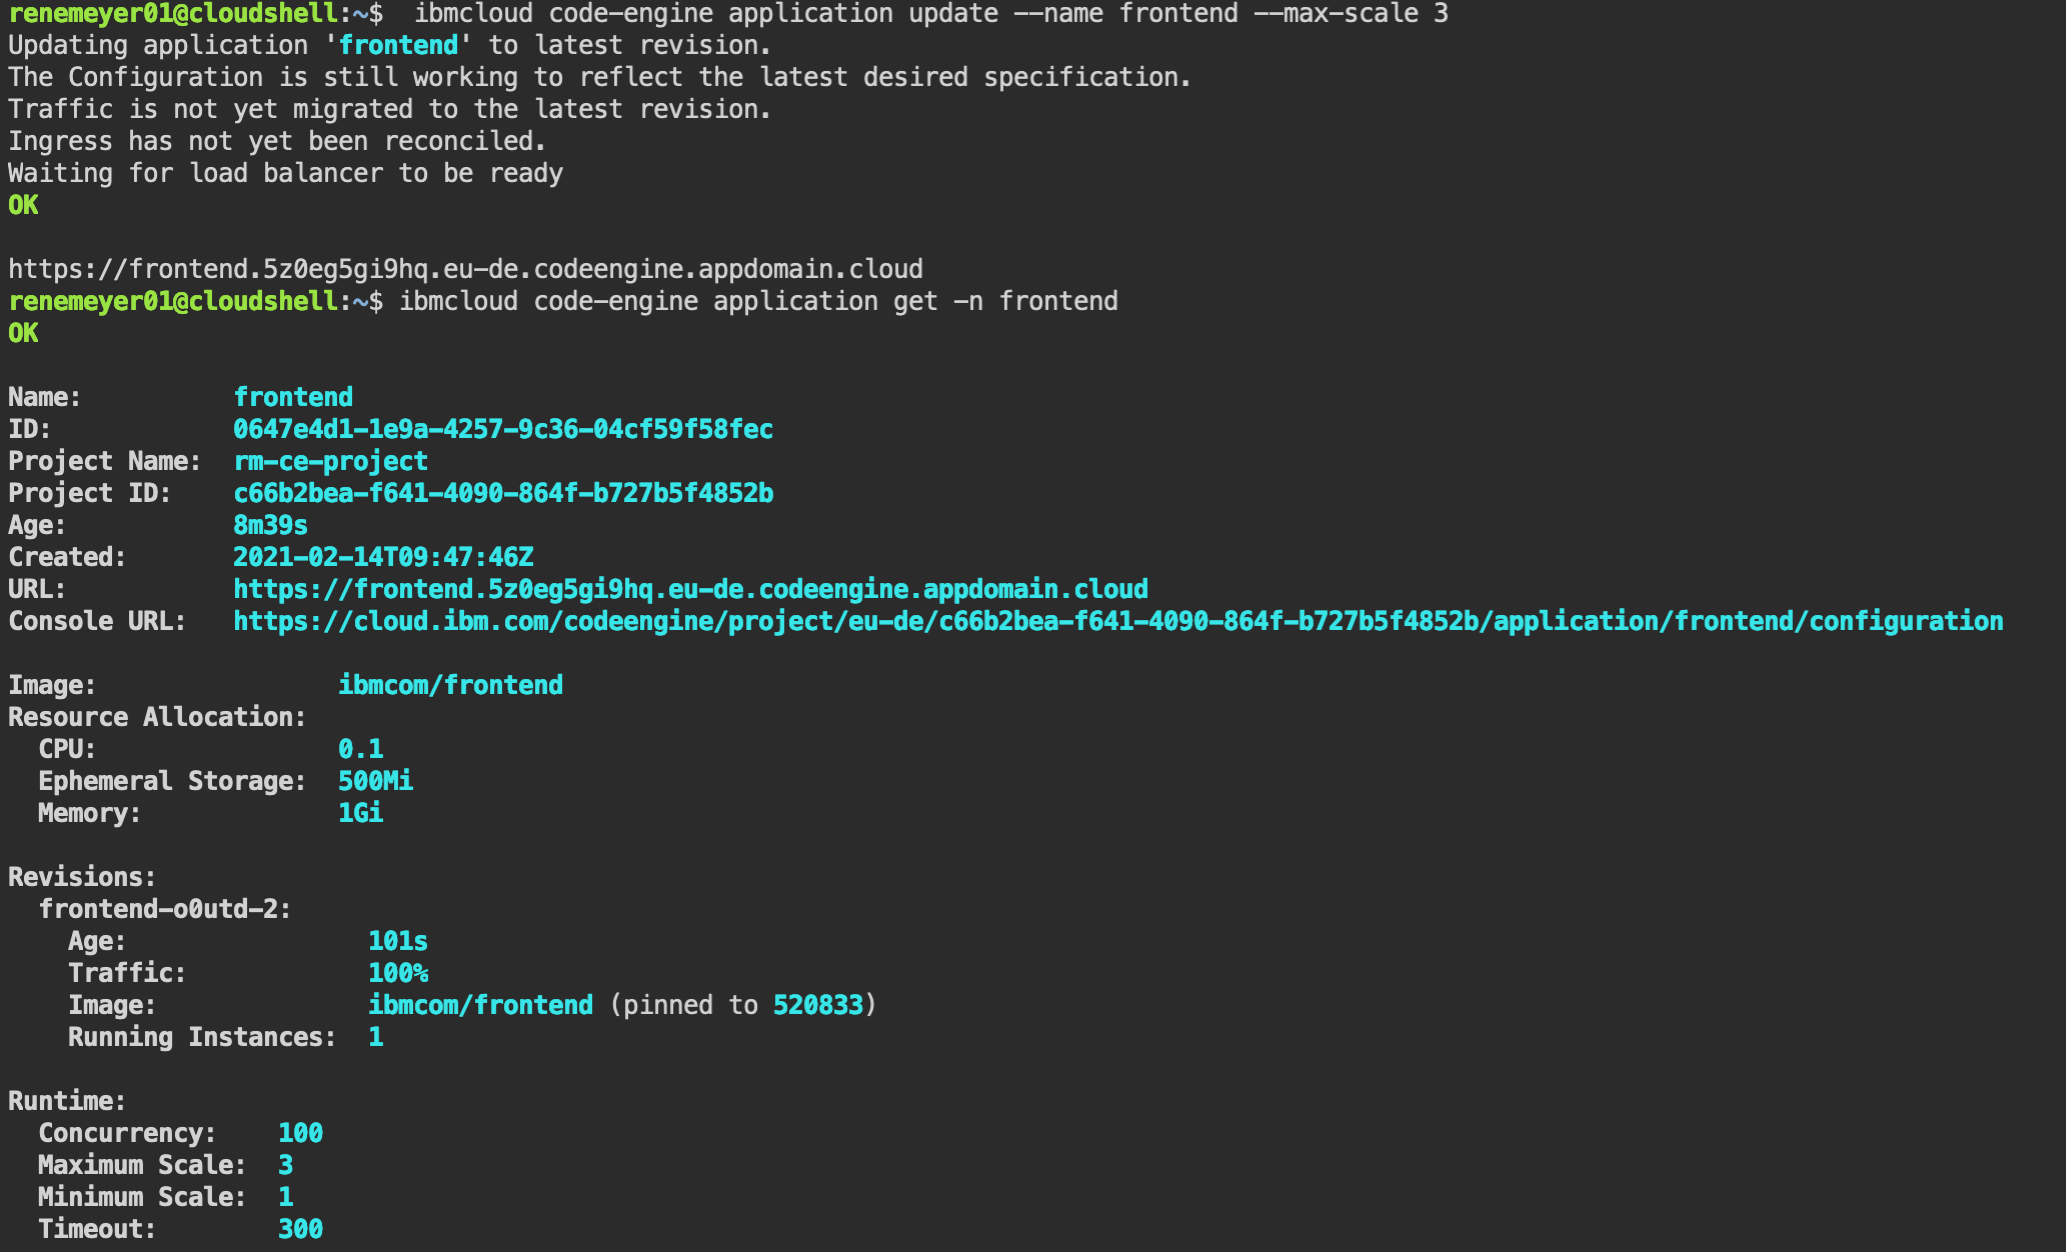 renemeyer01@cloudshell:~$  ibmcloud code-engine application update --name frontend --max-scale 3
Updating application 'frontend' to latest revision.
The Configuration is still working to reflect the latest desired specification.
Traffic is not yet migrated to the latest revision.
Ingress has not yet been reconciled.
Waiting for load balancer to be ready
OK

https://frontend.5z0eg5gi9hq.eu-de.codeengine.appdomain.cloud
renemeyer01@cloudshell:~$ ibmcloud code-engine application get -n frontend
OK

Name:          frontend
ID:            0647e4d1-1e9a-4257-9c36-04cf59f58fec
Project Name:  rm-ce-project
Project ID:    c66b2bea-f641-4090-864f-b727b5f4852b
Age:           8m39s
Created:       2021-02-14T09:47:46Z
URL:           https://frontend.5z0eg5gi9hq.eu-de.codeengine.appdomain.cloud
Console URL:   https://cloud.ibm.com/codeengine/project/eu-de/c66b2bea-f641-4090-864f-b727b5f4852b/application/frontend/configuration

Image:                ibmcom/frontend
Resource Allocation:
  CPU:                0.1
  Ephemeral Storage:  500Mi
  Memory:             1Gi

Revisions:
  frontend-o0utd-2:
    Age:                101s
    Traffic:            100%
    Image:              ibmcom/frontend (pinned to 520833)
    Running Instances:  1

Runtime:
  Concurrency:    100
  Maximum Scale:  3
  Minimum Scale:  1
  Timeout:        300